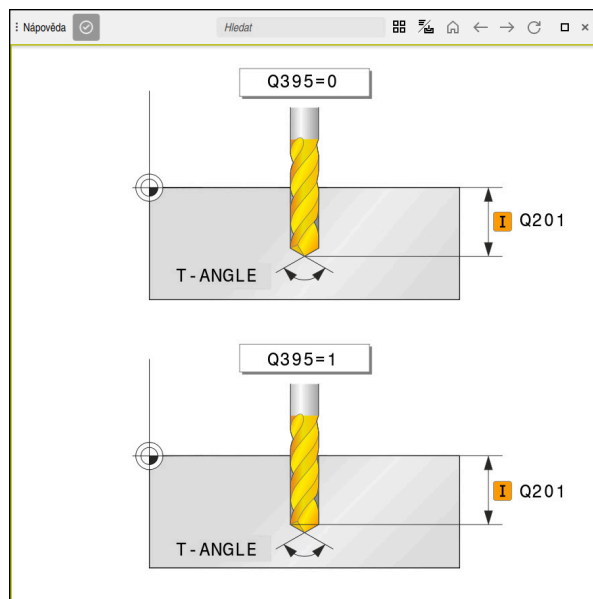 Nápověda
Hledat
Q395=0
I Q201
T-ANGLE
Q395=1
I Q201
T-ANGLE